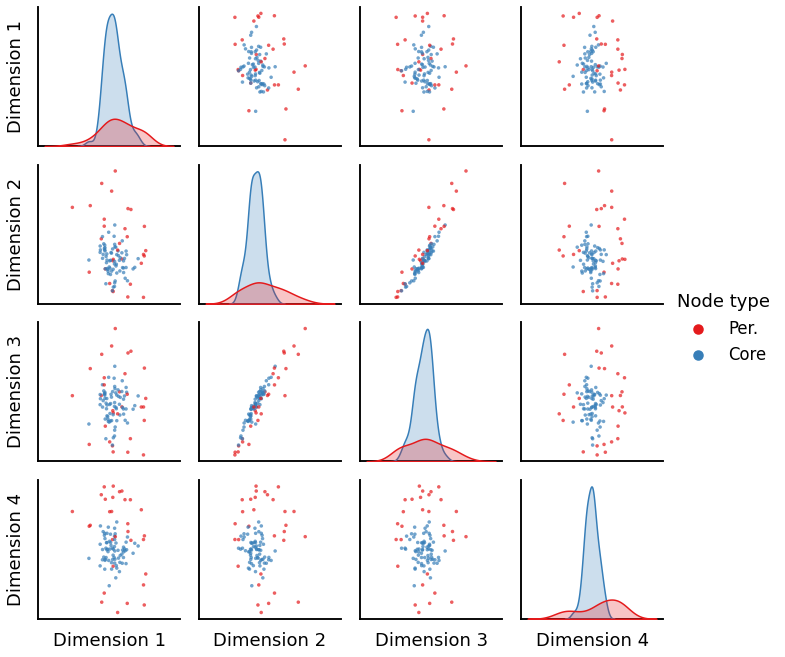 Dimension 1
Dimension 2
Dimension 3
Dimension 4
Node type
Per.
Core
Dimension 1
Dimension 2
Dimension 3
Dimension 4